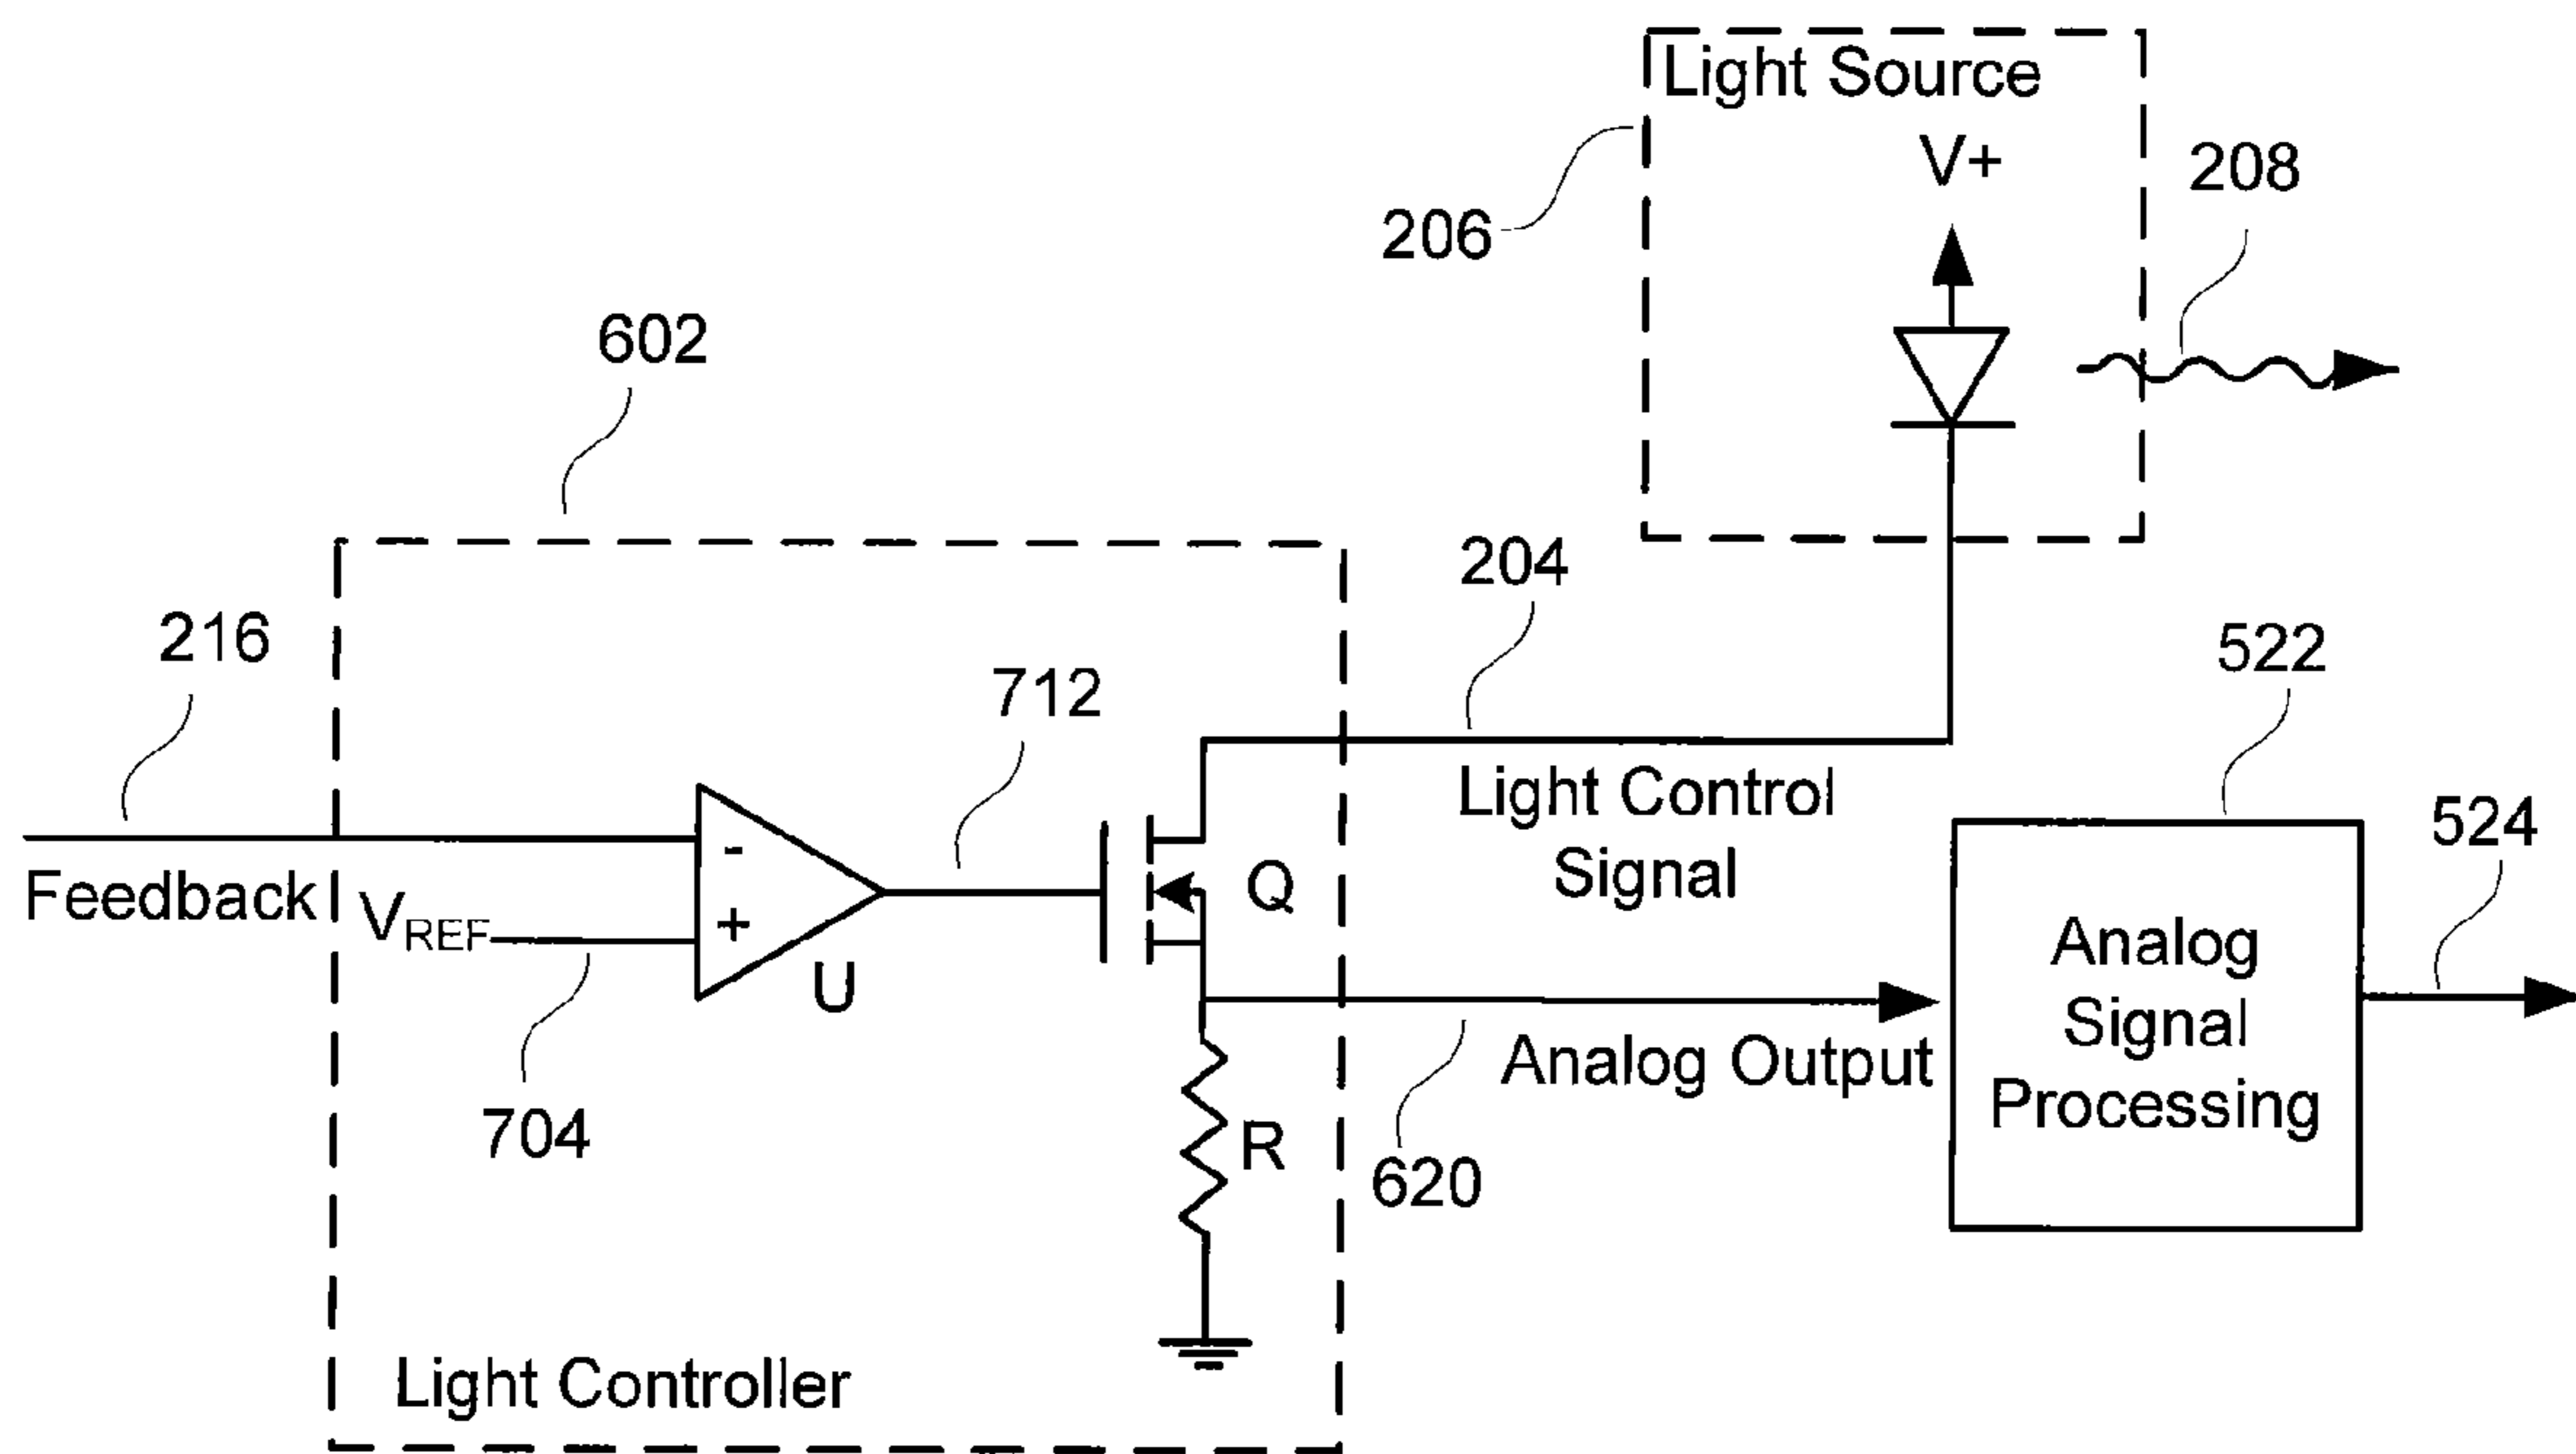 Light Source
V+
208
206
602
204
216
522
712
Light Control
Signal
524
Feedback
VREF
-
+
U
Q
Analog
Signal
Processing
Analog Output
704
R
620
Light Controller